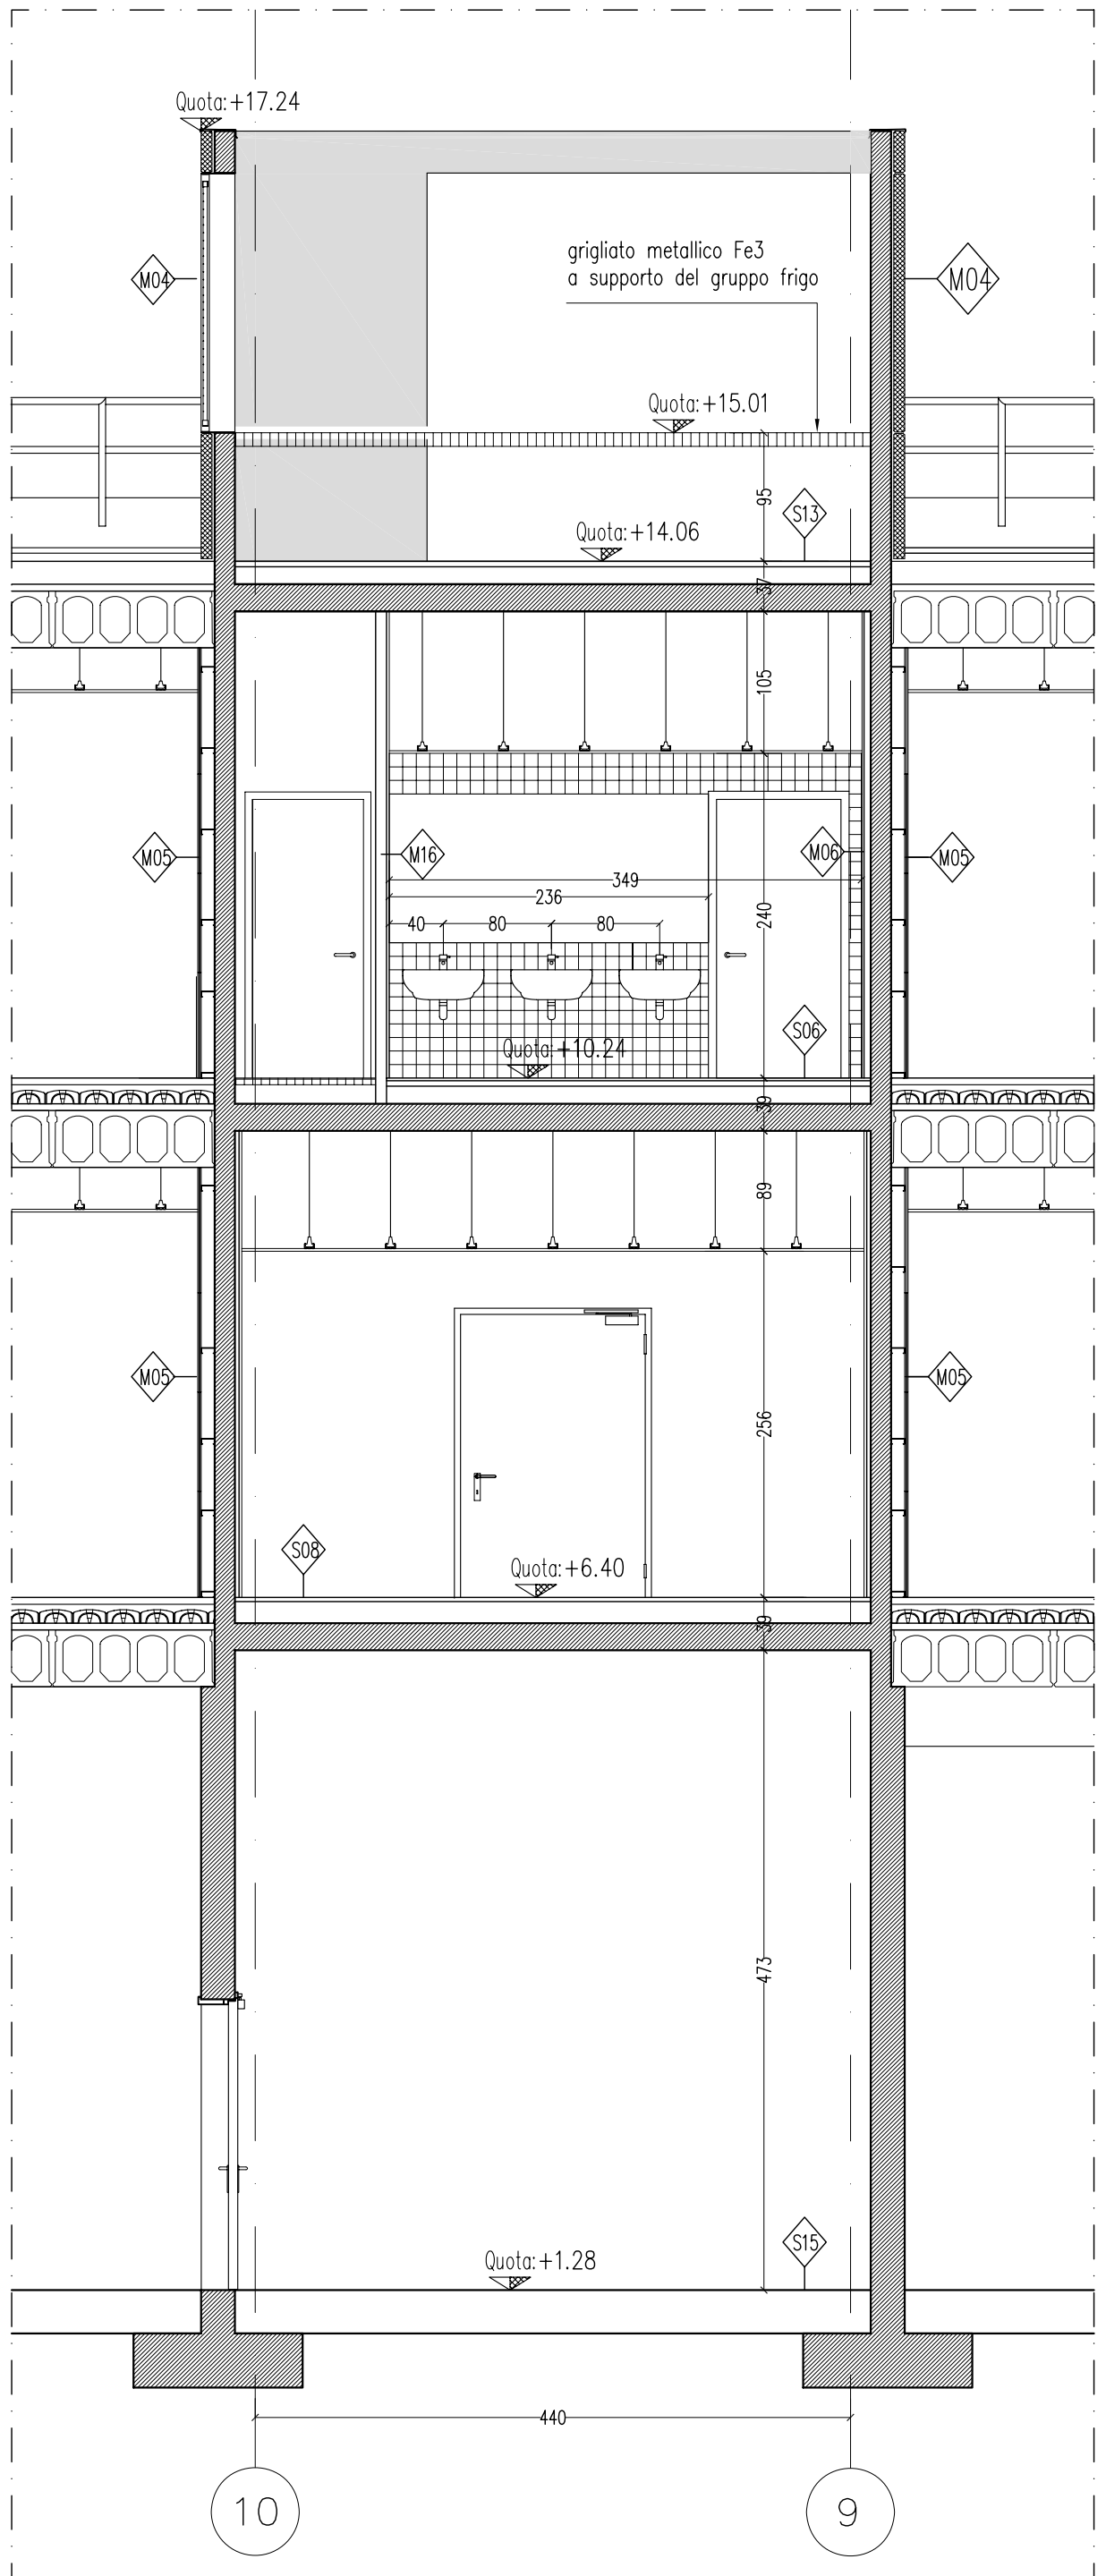 Quota:+17.24
grigliato metallico Fe3
a supporto del gruppo frigo
M04
M04
Quota:+15.01
95
S13
Quota:+14.06
37
105
M05
M16
M06
M05
349
236
40
80
80
240
S06
Quota:+10.24
39
89
M05
M05
256
S08
Quota:+6.40
39
473
S15
Quota:+1.28
440
10
9